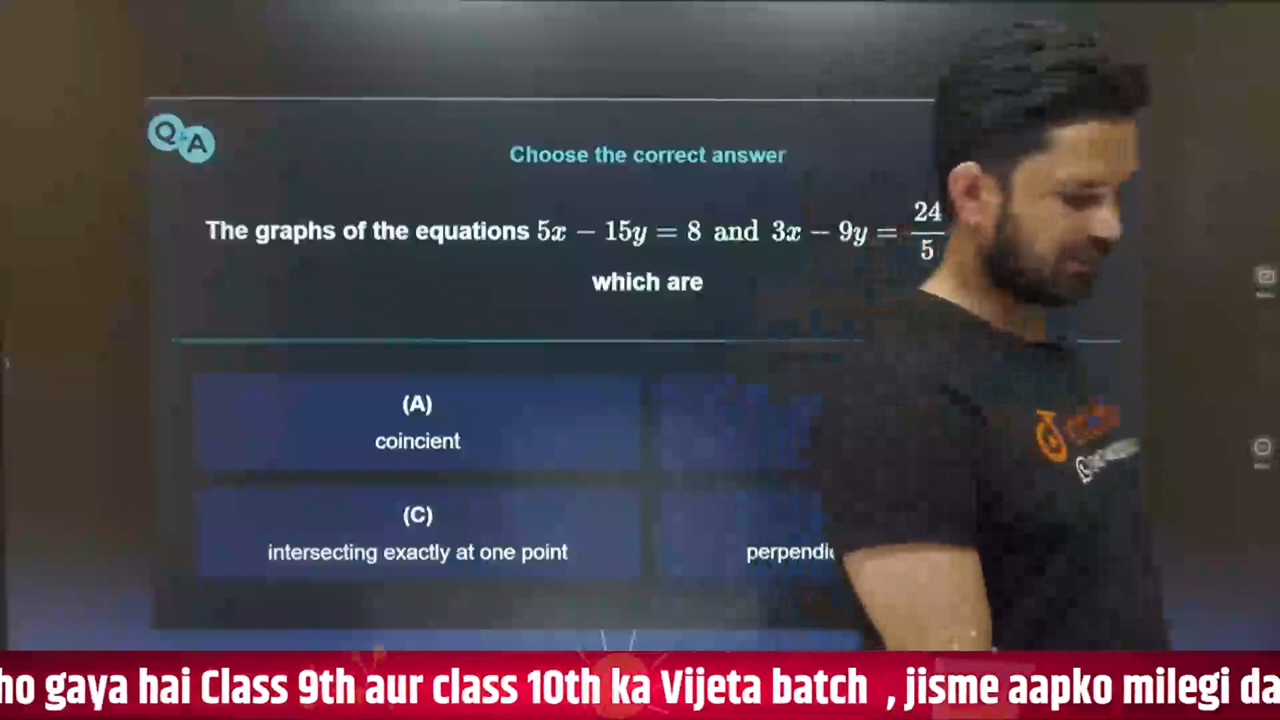 Q A
Choose the correct answer
The graphs of the equations 5x − 15y = 8 and 3x − 9y = 24/5
which are
(A)
coincient
(C)
intersecting exactly at one point
ho gaya hai Class 9th aur class 10th ka Vijeta batch , jisme aapko milegi da